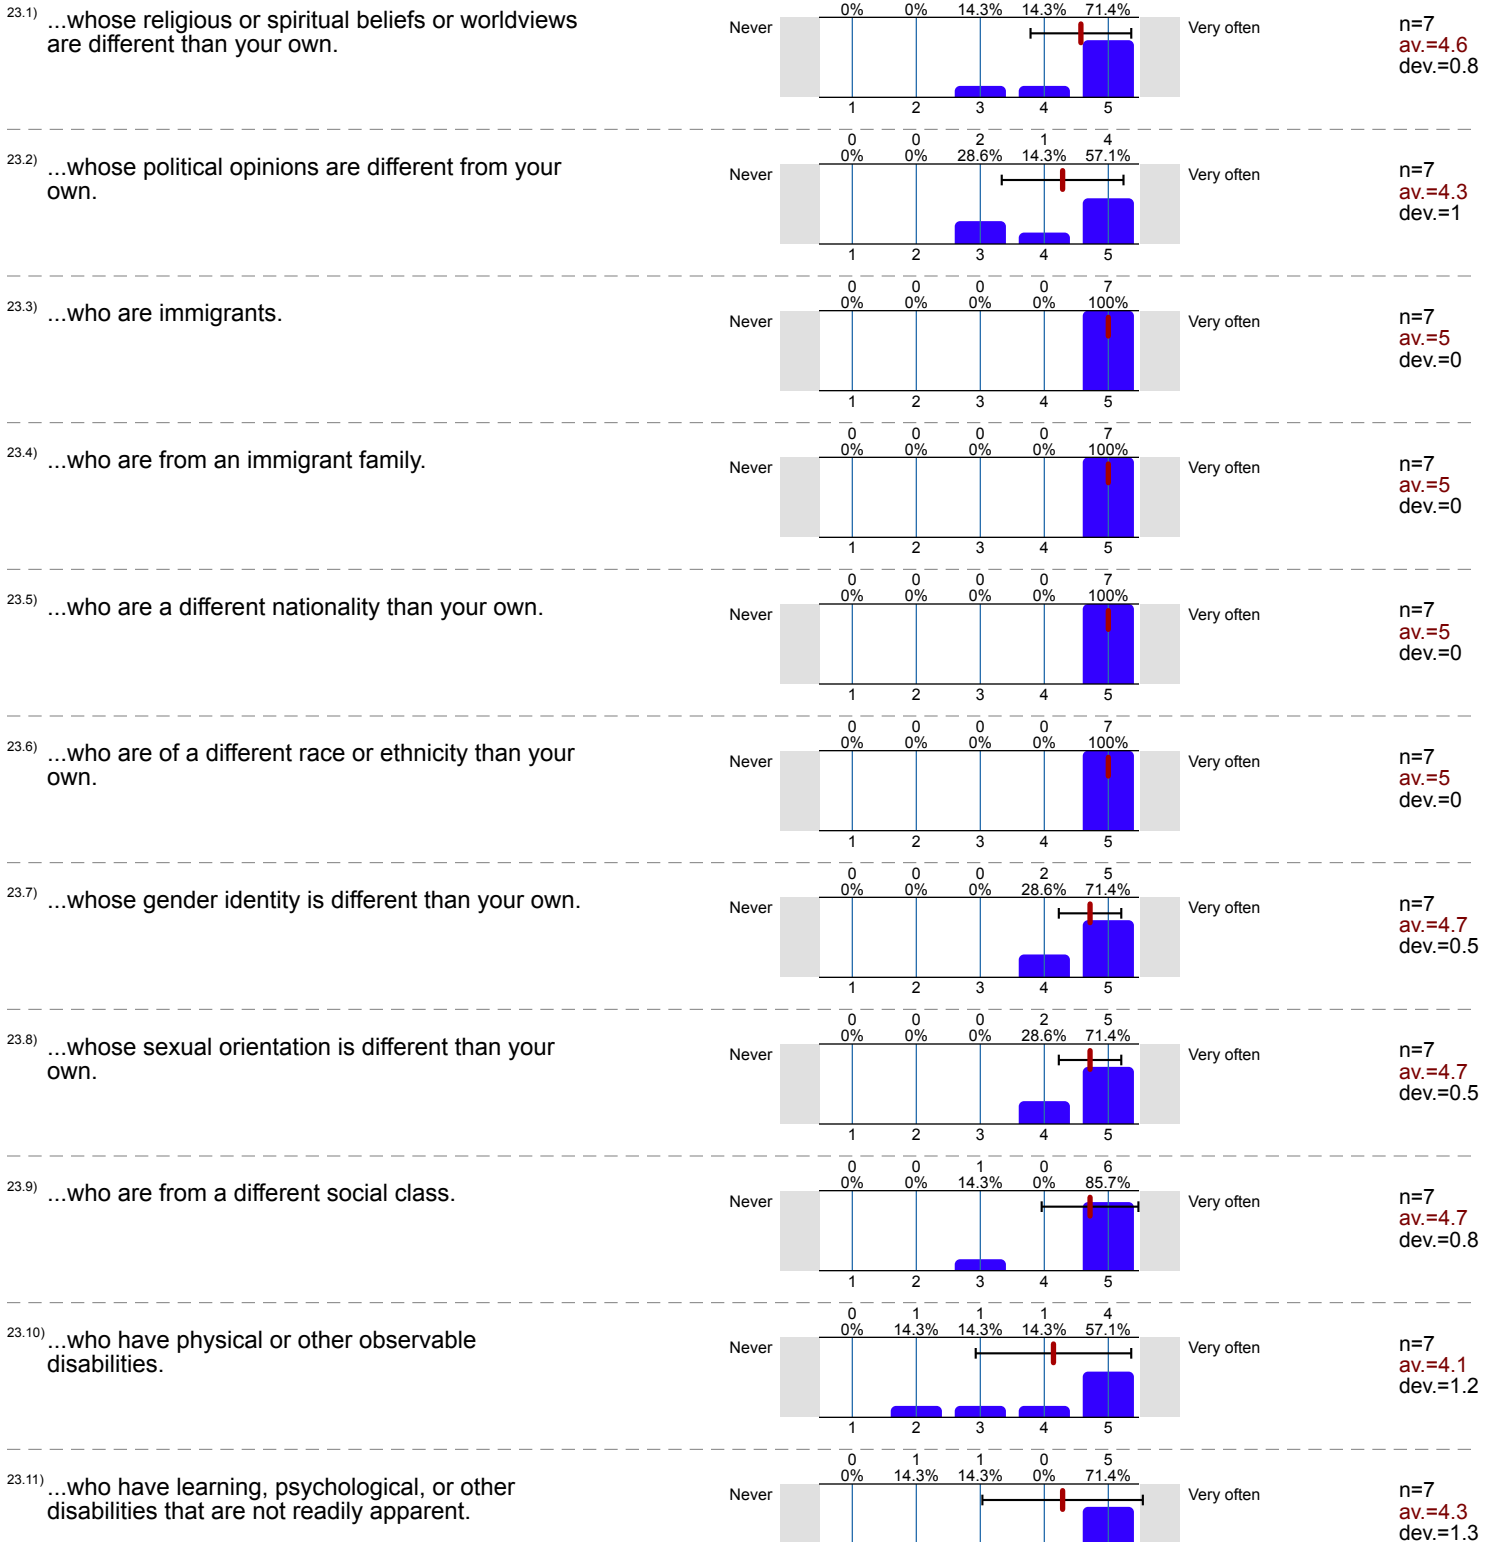 23.1) ...whose religious or spiritual beliefs or worldviews
are different than your own.
0% 0% 14.3% 14.3% 71.4%
Never Very often
1 2 3 4 5
n=7
av.=4.6
dev.=0.8
23.2) ...whose political opinions are different from your
own.
0 0 2 1 4
0% 0% 28.6% 14.3% 57.1%
Never Very often
1 2 3 4 5
n=7
av.=4.3
dev.=1
23.3) ...who are immigrants.
0 0 0 0 7
0% 0% 0% 0% 100%
Never Very often
1 2 3 4 5
n=7
av.=5
dev.=0
23.4) ...who are from an immigrant family.
0 0 0 0 7
0% 0% 0% 0% 100%
Never Very often
1 2 3 4 5
n=7
av.=5
dev.=0
23.5) ...who are a different nationality than your own.
0 0 0 0 7
0% 0% 0% 0% 100%
Never Very often
1 2 3 4 5
n=7
av.=5
dev.=0
23.6) ...who are of a different race or ethnicity than your
own.
0 0 0 0 7
0% 0% 0% 0% 100%
Never Very often
1 2 3 4 5
n=7
av.=5
dev.=0
23.7) ...whose gender identity is different than your own.
0 0 0 2 5
0% 0% 0% 28.6% 71.4%
Never Very often
1 2 3 4 5
n=7
av.=4.7
dev.=0.5
23.8) ...whose sexual orientation is different than your
own.
0 0 0 2 5
0% 0% 0% 28.6% 71.4%
Never Very often
1 2 3 4 5
n=7
av.=4.7
dev.=0.5
23.9) ...who are from a different social class.
0 0 1 0 6
0% 0% 14.3% 0% 85.7%
Never Very often
1 2 3 4 5
n=7
av.=4.7
dev.=0.8
23.10) ...who have physical or other observable
disabilities.
0 1 1 1 4
0% 14.3% 14.3% 14.3% 57.1%
Never Very often
1 2 3 4 5
n=7
av.=4.1
dev.=1.2
23.11) ...who have learning, psychological, or other
disabilities that are not readily apparent.
0 1 1 0 5
0% 14.3% 14.3% 0% 71.4%
Never Very often
n=7
av.=4.3
dev.=1.3